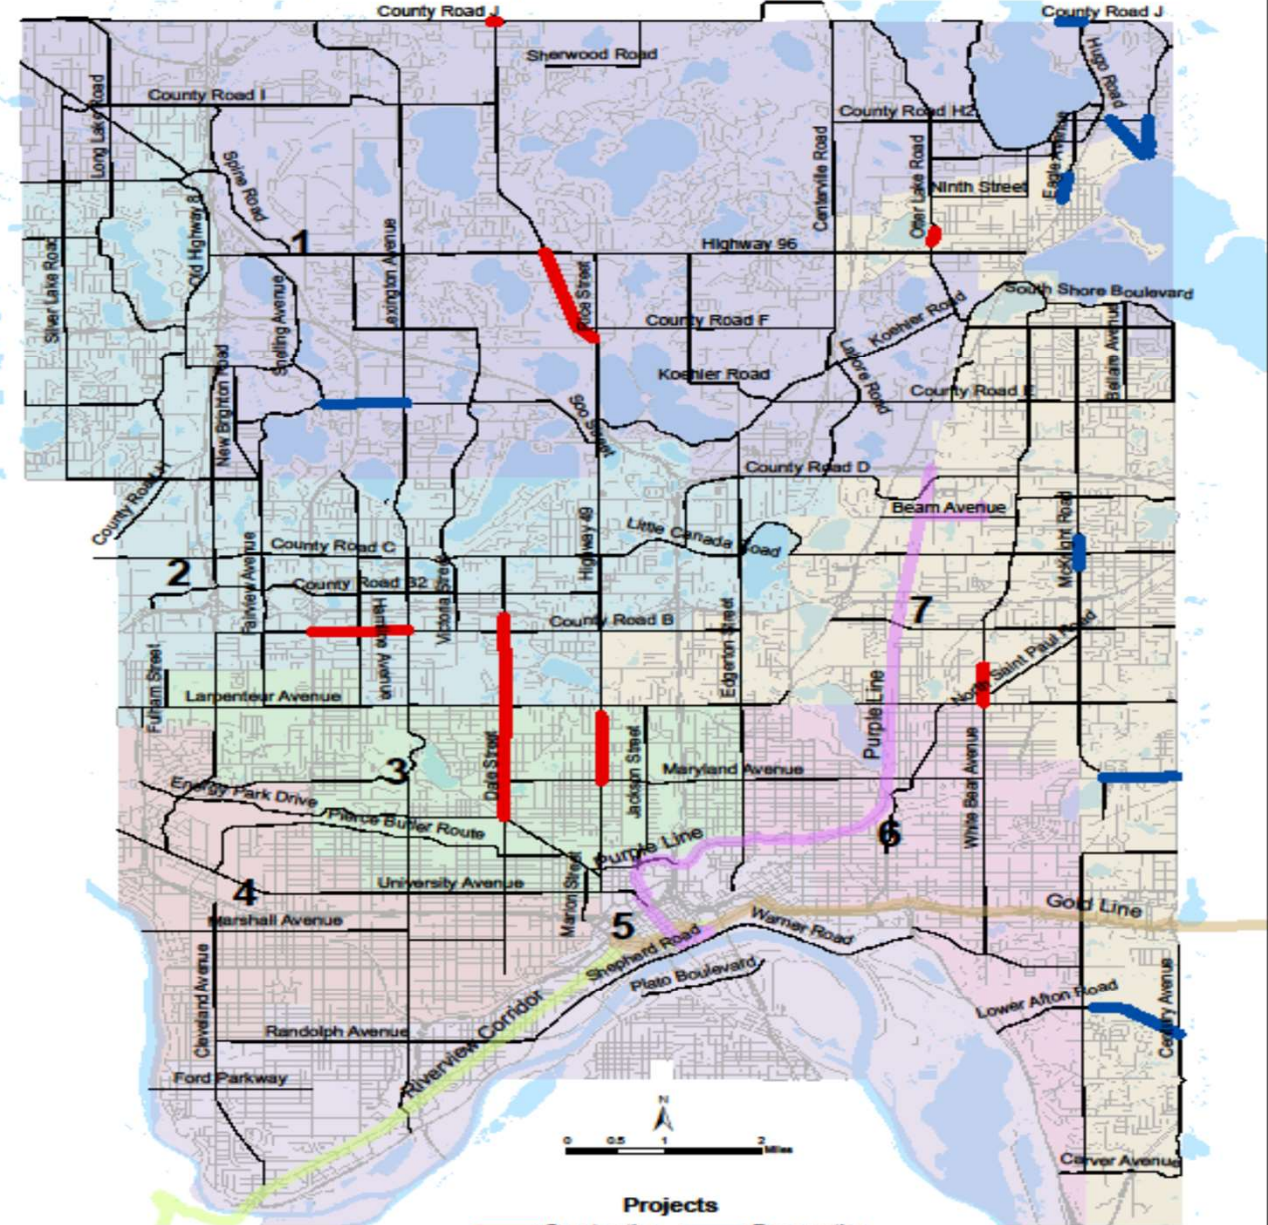 County Road J
County Road J
Sherwood Road
Hugo Road
County Road I
Long Lake Road
County Road H2
Centerville Road
Otter Lake Road
Eagle Avenue
Spine Road
Ninth Street
Old Highway 8
1
Highway 96
Silver Lake Road
Lexington Avenue
Snelling Avenue
Rice Street
South Shore Boulevard
County Road F
Koehler Road
Labore Road
Bellaire Avenue
New Brighton Road
Koehler Road
County Road E
Soo Street
County Road D
Beam Avenue
Highway 49
Little Canada Road
McKnight Road
County Road C
2
Fairview Avenue
County Road B2
Victoria Street
Hamline Avenue
County Road B
7
Edgerton Street
North Saint Paul Road
Fulham Street
Larpenteur Avenue
Purple Line
3
Dale Street
Jackson Street
Maryland Avenue
White Bear Avenue
Energy Park Drive
Pierce Butler Route
Purple Line
6
4
University Avenue
Marion Street
Gold Line
Marshall Avenue
5
Warner Road
Shepherd Road
Cleveland Avenue
Plato Boulevard
Lower Afton Road
Century Avenue
Randolph Avenue
Riverview Corridor
Ford Parkway
N
0 0.5 1 2
Miles
Carver Avenue
Projects